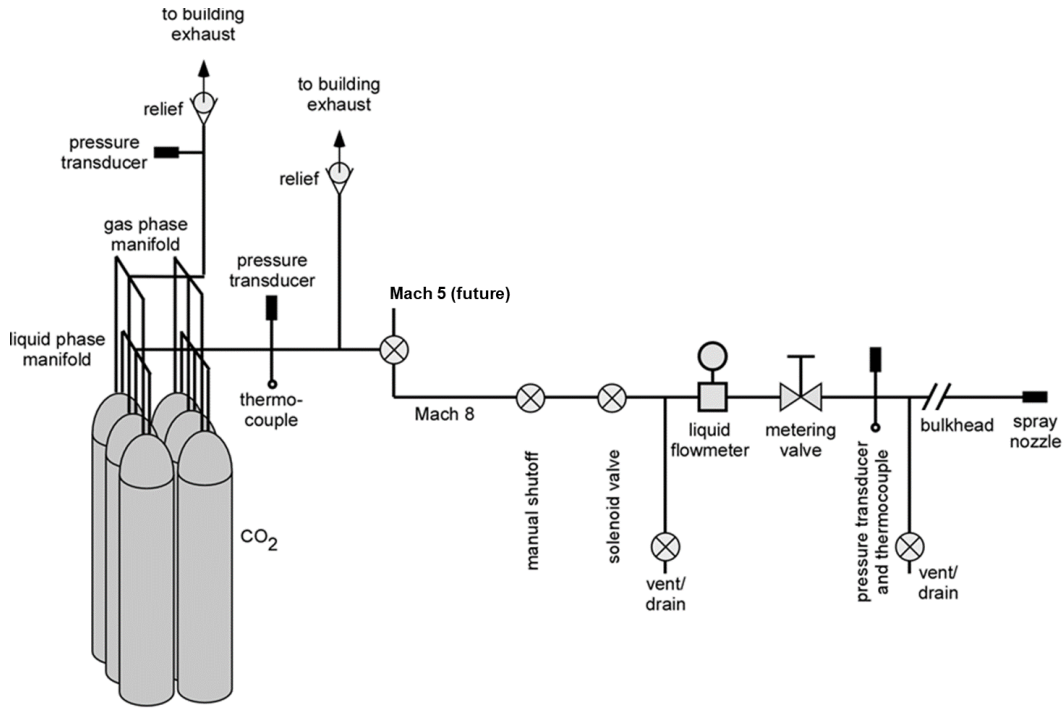 to building
exhaust
relief
pressure
transducer
to building
exhaust
relief
gas phase
manifold
pressure
transducer
Mach 5 (future)
liquid phase
manifold
thermo-
couple
Mach 8
liquid
flowmeter
metering
valve
bulkhead
spray
nozzle
manual shutoff
solenoid valve
pressure transducer
and thermocouple
CO2
vent/
drain
vent/
drain